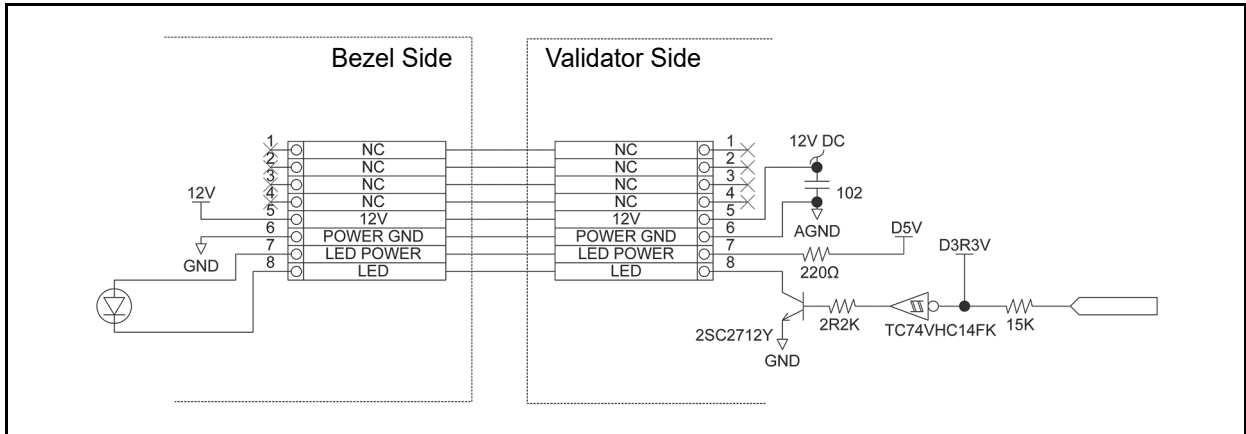 Bezel Side
Validator Side
1 NC NC 1
2 NC NC 2
3 NC NC 3
4 NC NC 4
5 12V 12V 5
6 POWER GND POWER GND 6
7 LED POWER LED POWER 7
8 LED LED 8
12V
GND
12V DC
102
AGND
D5V
220Ω
D3R3V
2SC2712Y
2R2K
TC74VHC14FK
15K
GND